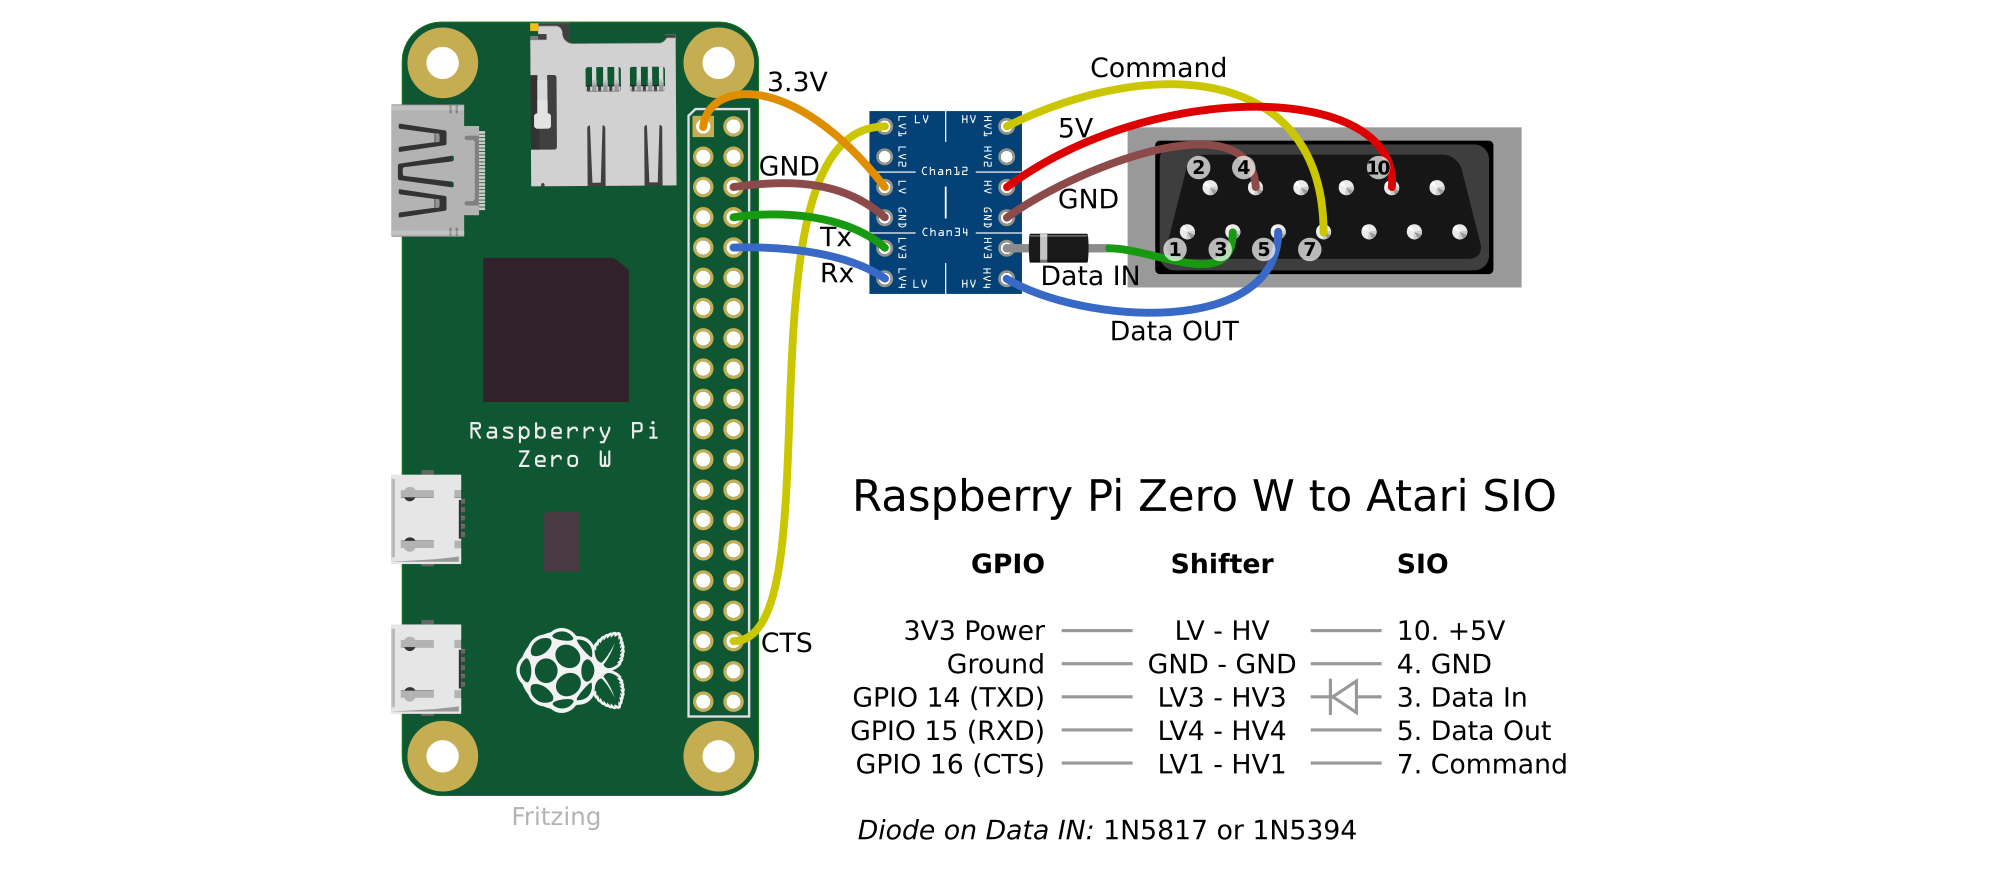 3.3V
GND
Tx
Rx
CTS
Raspberry Pi
Zero W
Fritzing
LV1
LV
HV
HV1
LV2
HV2
Chan12
LV
HV
GND
GND
Chan34
LV3
HV3
LV4
LV
HV
HV4
Command
5V
GND
Data IN
Data OUT
2
4
10
1
3
5
7
Raspberry Pi Zero W to Atari SIO
GPIO Shifter SIO
3V3 Power LV - HV 10. +5V
Ground GND - GND 4. GND
GPIO 14 (TXD) LV3 - HV3 3. Data In
GPIO 15 (RXD) LV4 - HV4 5. Data Out
GPIO 16 (CTS) LV1 - HV1 7. Command
Diode on Data IN: 1N5817 or 1N5394